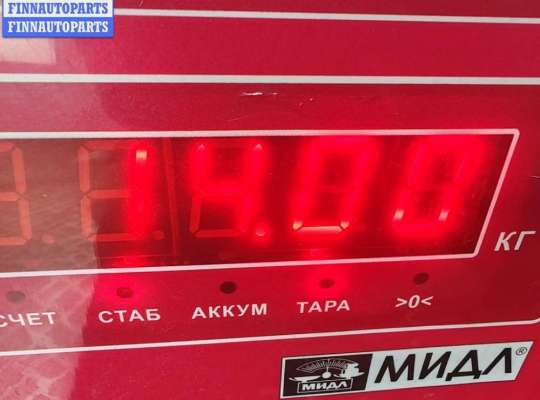 FINNAUTOPARTS
FINNAUTOPARTS
14.00
КГ
СЧЕТ СТАБ АККУМ ТАРА >0<
МИДЛ МИДЛ®